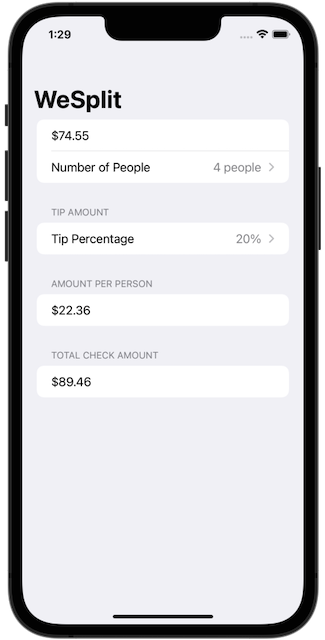 1:29
WeSplit
$74.55
Number of People 4 people
TIP AMOUNT
Tip Percentage 20%
AMOUNT PER PERSON
$22.36
TOTAL CHECK AMOUNT
$89.46